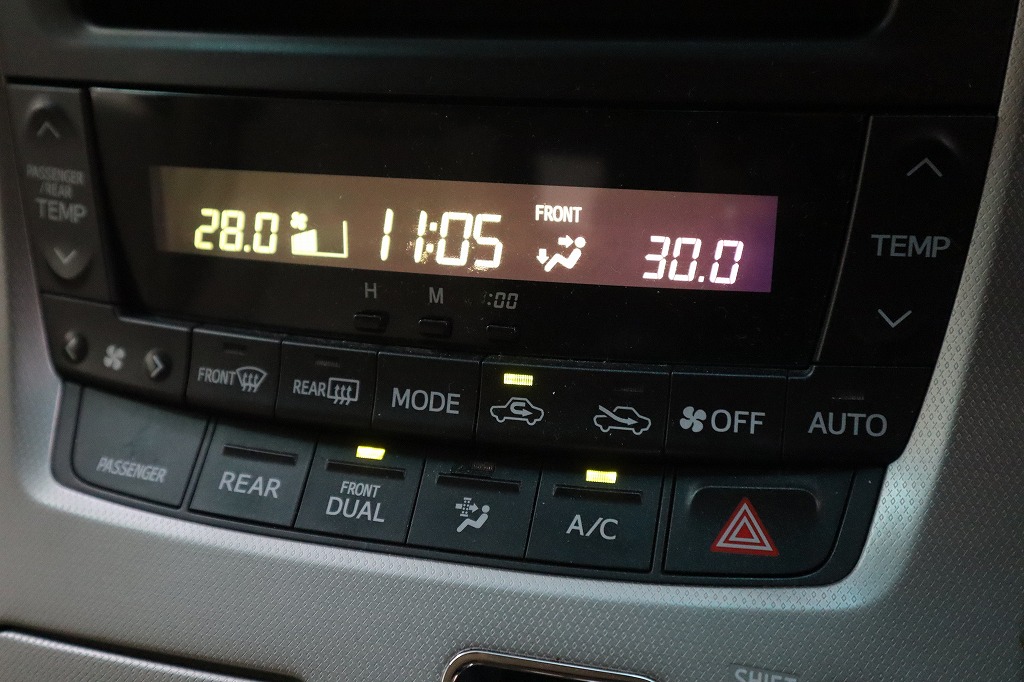 PASSENGER
/REAR
TEMP
28.0 11:05 FRONT 30.0
TEMP
H M :00
FRONT REAR MODE OFF AUTO
PASSENGER REAR FRONT
DUAL A/C
SHIFT